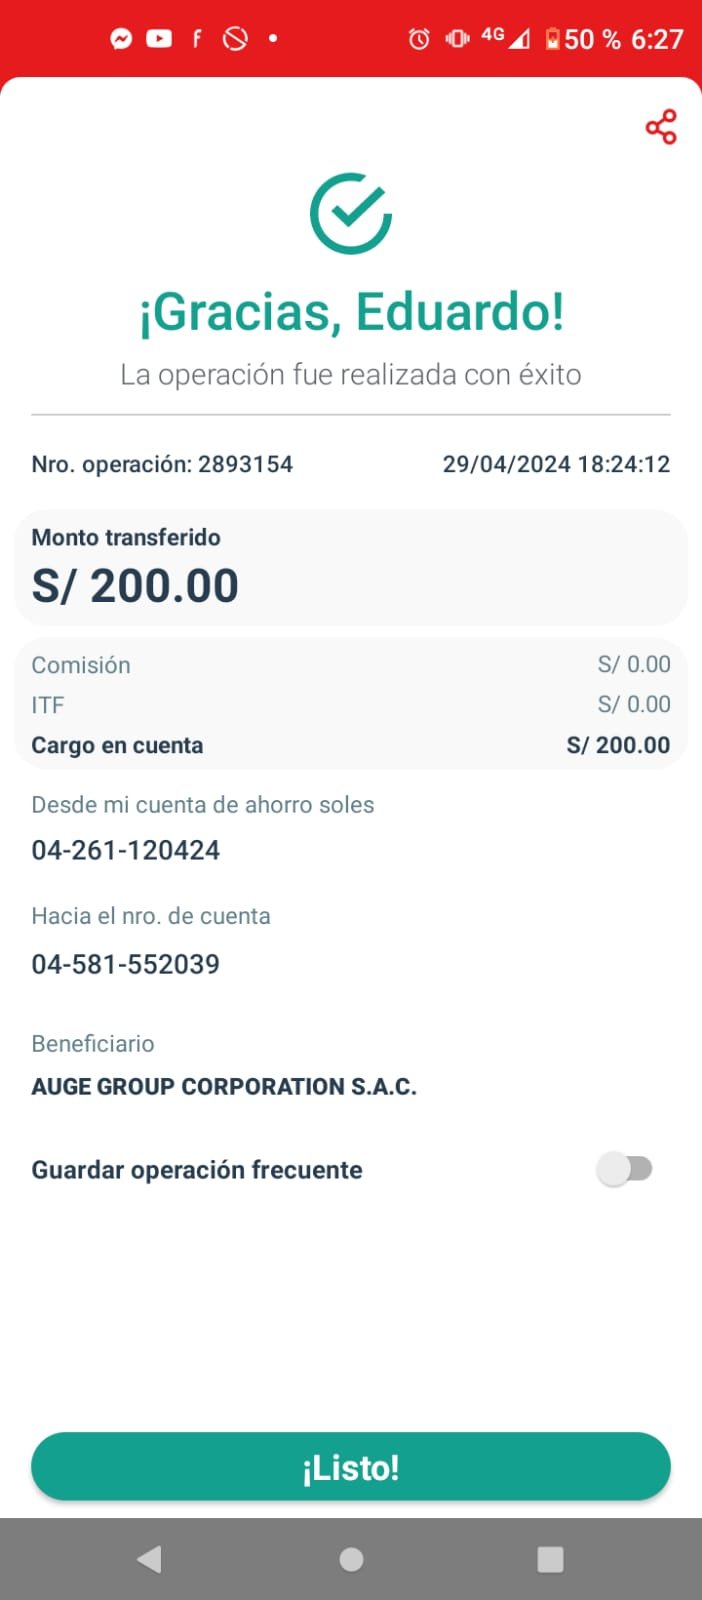 4G 50 % 6:27
¡Gracias, Eduardo!
La operación fue realizada con éxito
Nro. operación: 2893154 29/04/2024 18:24:12
Monto transferido
S/ 200.00
Comisión S/ 0.00
ITF S/ 0.00
Cargo en cuenta S/ 200.00
Desde mi cuenta de ahorro soles
04-261-120424
Hacia el nro. de cuenta
04-581-552039
Beneficiario
AUGE GROUP CORPORATION S.A.C.
Guardar operación frecuente
¡Listo!